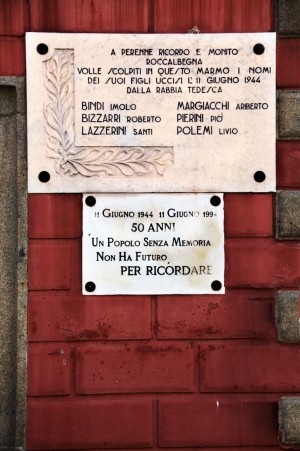 A PERENNE RICORDO E MONITO
ROCCALBEGNA
VOLLE SCOLPITI IN QUESTO MARMO I NOMI
DEI SUOI FIGLI UCCISI L'11 GIUGNO 1944
DALLA RABBIA TEDESCA
BINDI IMOLO
BIZZARRI ROBERTO
LAZZERINI SANTI
MARGIACCHI ARIBERTO
PIERINI PIO
POLEMI LIVIO
11 GIUGNO 1944 11 GIUGNO 1994
50 ANNI
UN POPOLO SENZA MEMORIA
NON HA FUTURO
PER RICORDARE